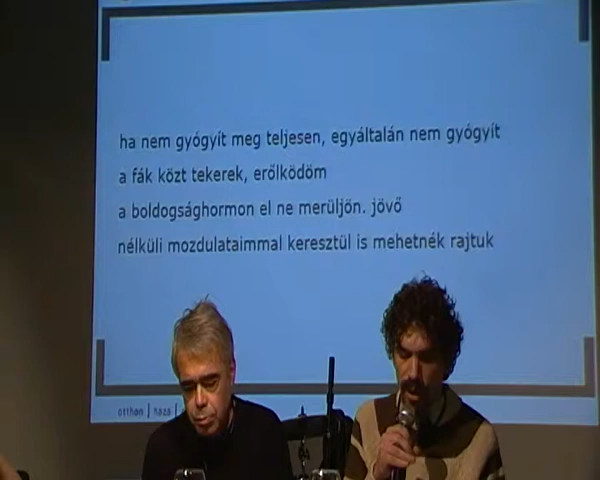 ha nem gyógyít meg teljesen, egyáltalán nem gyógyít
a fák közt tekerek, erőlködöm
a boldogsághormon el ne merüljön. jövő
nélküli mozdulataimmal keresztül is mehetnék rajtuk
otthon ] haza [